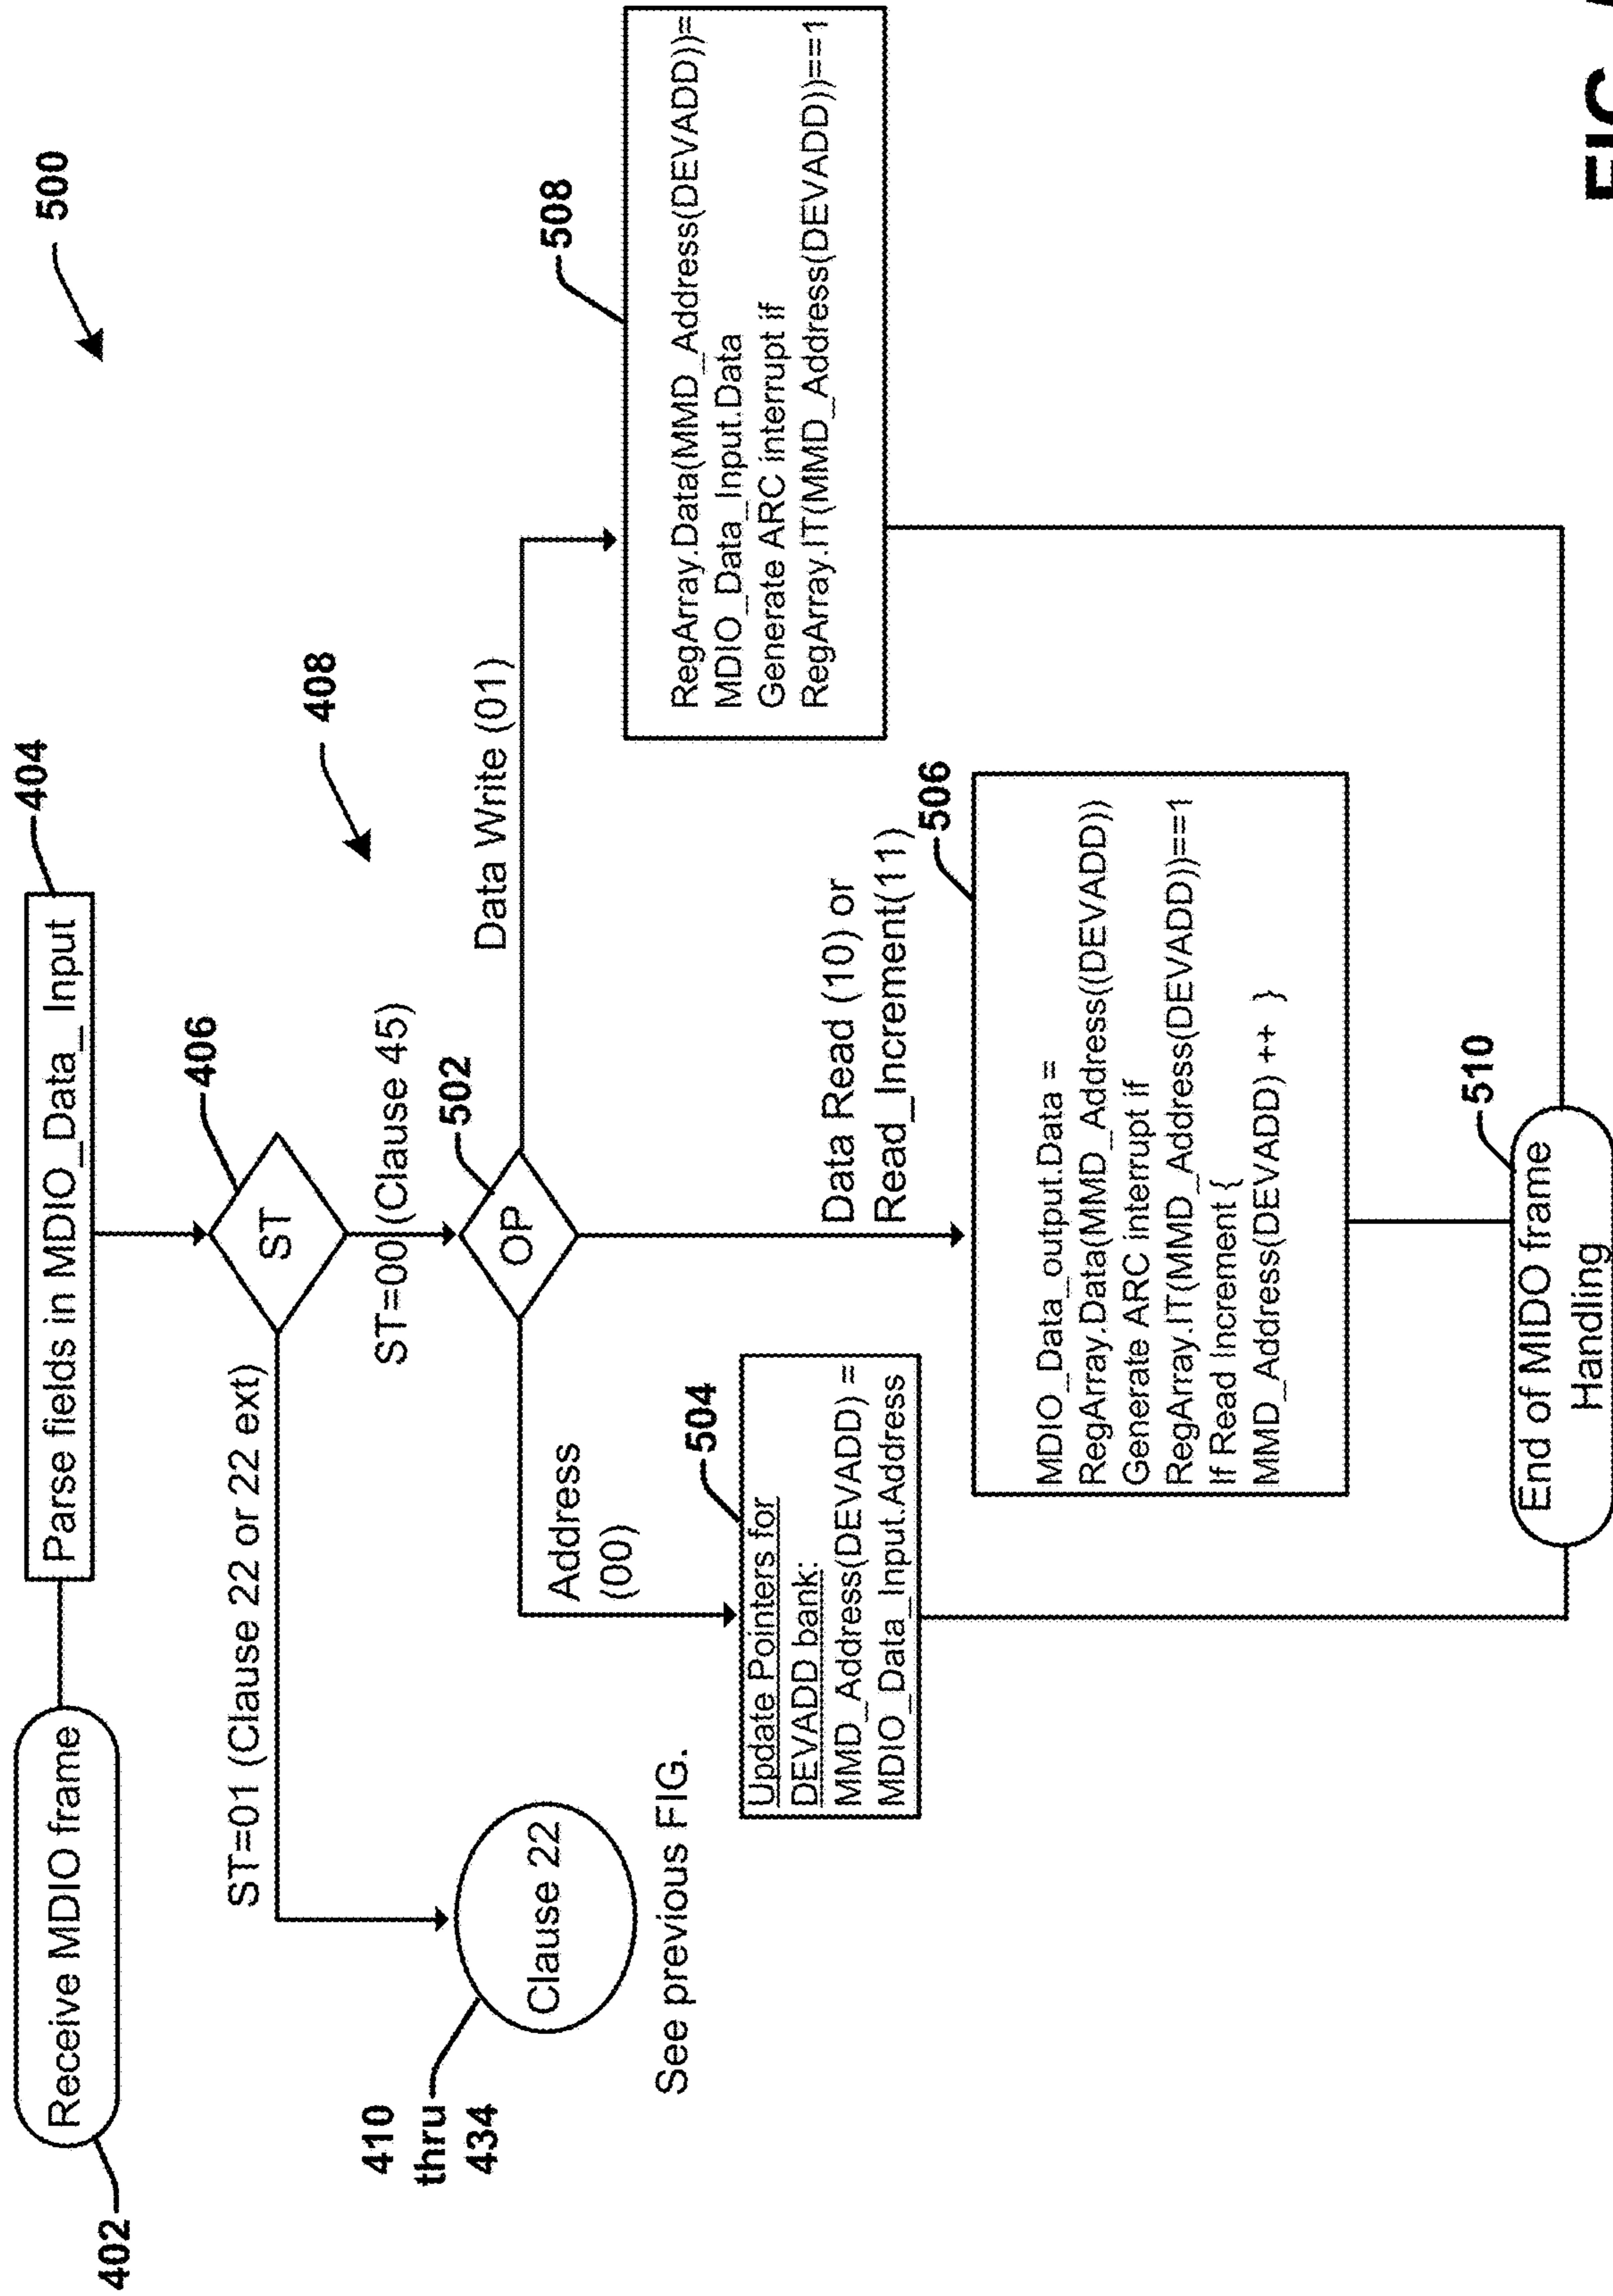 500
402
Receive MDIO frame
Parse fields in MDIO_Data_ Input
404
406
ST
ST=01 (Clause 22 or 22 ext)
ST=00 (Clause 45)
408
410
thru
434
Clause 22
See previous FIG.
502
OP
Address
(00)
Data Write (01)
Data Read (10) or
Read_Increment(11)
504
Update Pointers for
DEVADD bank:
MMD_Address(DEVADD) =
MDIO_Data_Input.Address
506
MDIO_Data_output.Data =
RegArray.Data(MMD_Address((DEVADD))
Generate ARC interrupt if
RegArray.IT(MMD_Address(DEVADD))==1
If Read Increment {
MMD_Address(DEVADD) ++ }
508
RegArray.Data(MMD_Address(DEVADD))=
MDIO_Data_Input.Data
Generate ARC interrupt if
RegArray.IT(MMD_Address(DEVADD))==1
510
End of MIDO frame
Handling